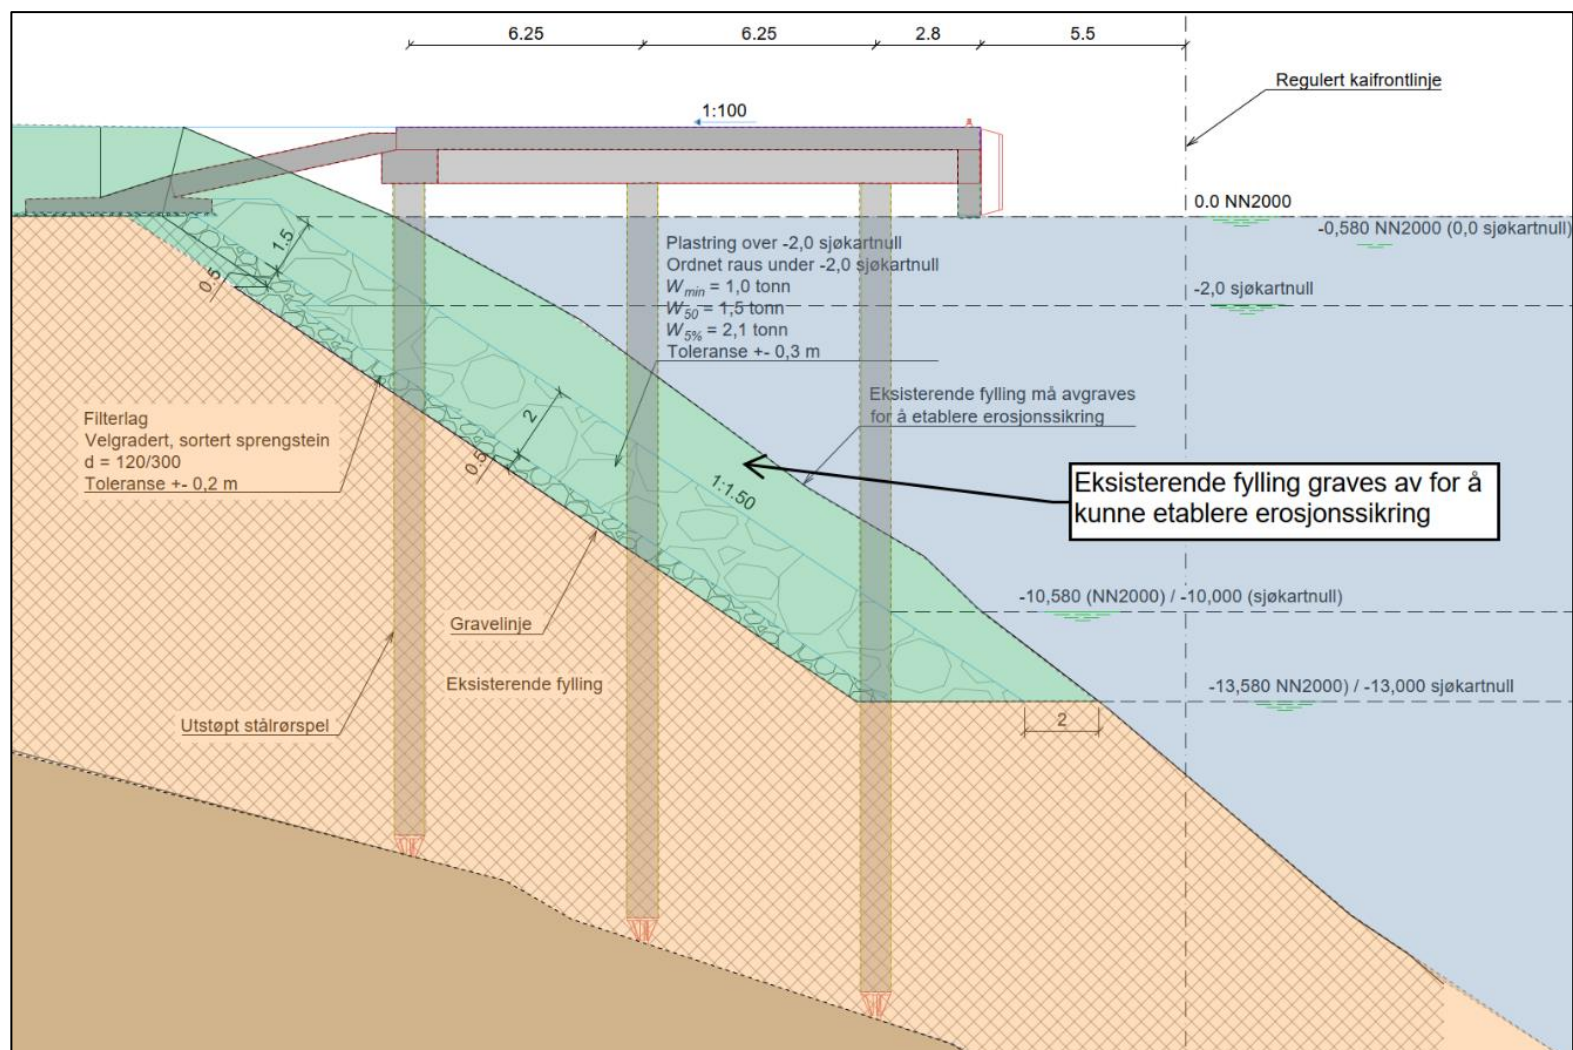 6.25
6.25
2.8
5.5
Regulert kaifrontlinje
1:100
0.0 NN2000
-0,580 NN2000 (0,0 sjøkartnull)
1.5
0.5
Plastring over -2,0 sjøkartnull
Ordnet raus under -2,0 sjøkartnull
Wmin = 1,0 tonn
W50 = 1,5 tonn
W5% = 2,1 tonn
Toleranse +- 0,3 m
-2,0 sjøkartnull
Eksisterende fylling må avgraves
for å etablere erosjonssikring
Filterlag
Velgradert, sortert sprengstein
d = 120/300
Toleranse +- 0,2 m
2
0.5
1:1.50
Eksisterende fylling graves av for å
kunne etablere erosjonssikring
-10,580 (NN2000) / -10,000 (sjøkartnull)
Gravelinje
Eksisterende fylling
-13,580 NN2000) / -13,000 sjøkartnull
2
Utstøpt stålrørspel